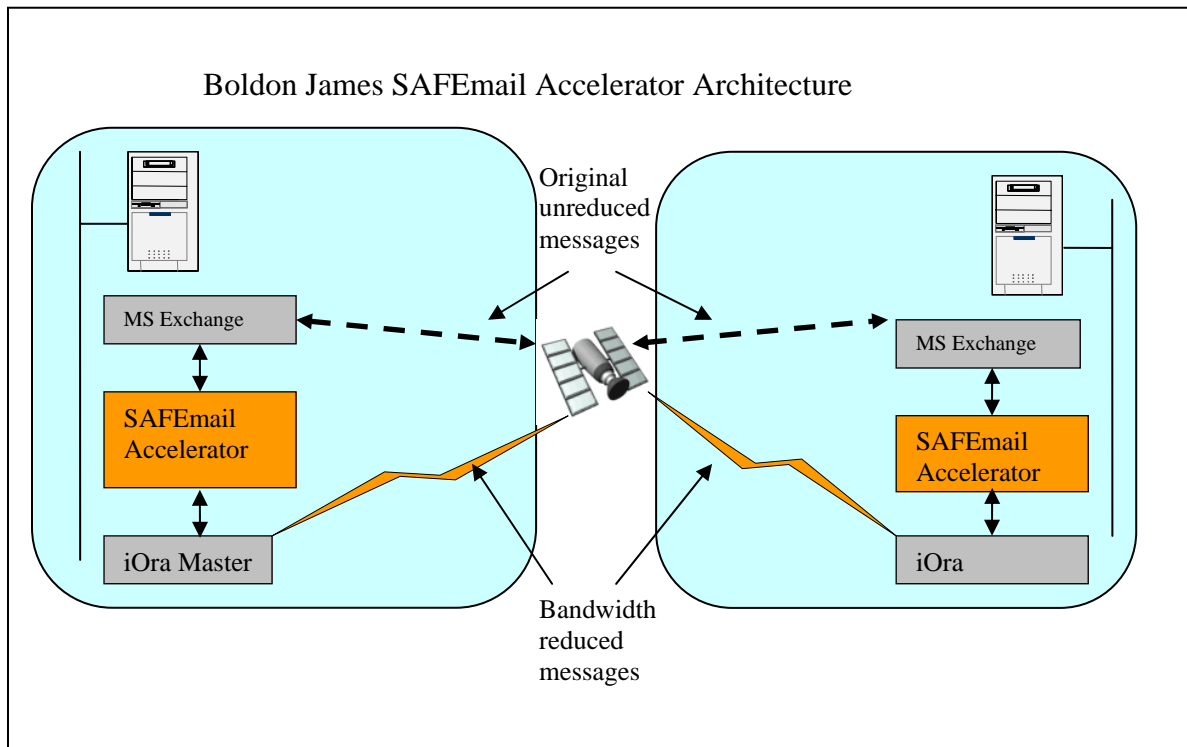 Boldon James SAFEmail Accelerator Architecture
Original
unreduced
messages
MS Exchange
SAFEmail
Accelerator
iOra Master
MS Exchange
SAFEmail
Accelerator
iOra
Bandwidth
reduced
messages